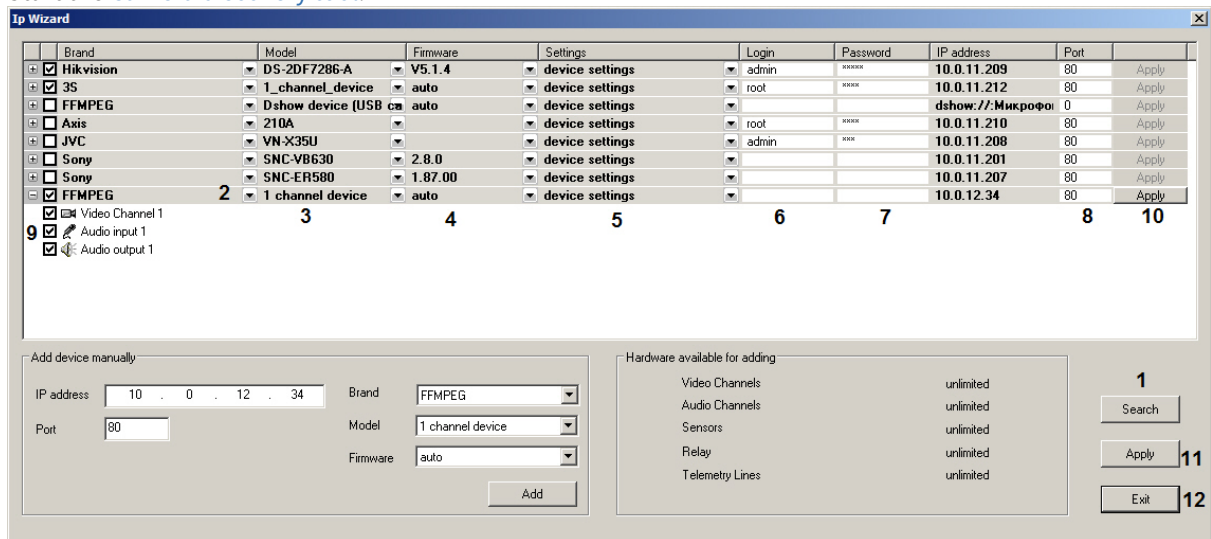 Ip Wizard
Brand Model Firmware Settings Login Password IP address Port
Hikvision DS-2DF7286-A V5.1.4 device settings admin ***** 10.0.11.209 80 Apply
3S 1_channel_device auto device settings root **** 10.0.11.212 80 Apply
FFMPEG Dshow device (USB ca auto device settings dshow://:Микрофон 0 Apply
Axis 210A device settings root **** 10.0.11.210 80 Apply
JVC VN-X35U device settings admin *** 10.0.11.208 80 Apply
Sony SNC-VB630 2.8.0 device settings 10.0.11.201 80 Apply
Sony SNC-ER580 1.87.00 device settings 10.0.11.207 80 Apply
FFMPEG 2 1 channel device auto device settings 10.0.12.34 80 Apply
Video Channel 1 3 4 5 6 7 8 10
9 Audio input 1
Audio output 1
Add device manually
IP address 10 . 0 . 12 . 34
Port 80
Brand FFMPEG
Model 1 channel device
Firmware auto
Add
Hardware available for adding
Video Channels unlimited
Audio Channels unlimited
Sensors unlimited
Relay unlimited
Telemetry Lines unlimited
1
Search
Apply 11
Exit 12